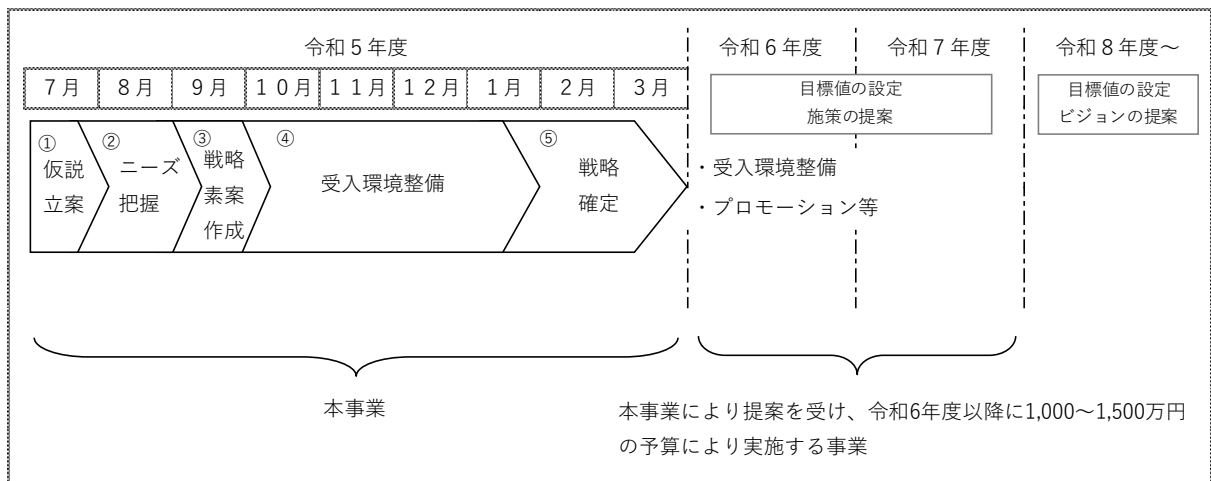 令和５年度
令和６年度
令和７年度
令和８年度～
７月
８月
９月
１０月
１１月
１２月
１月
２月
３月
目標値の設定
施策の提案
目標値の設定
ビジョンの提案
①
仮説
立案
②
ニーズ
把握
③
戦略
素案
作成
④
受入環境整備
⑤
戦略
確定
・受入環境整備
・プロモーション等
本事業
本事業により提案を受け、令和6年度以降に1,000～1,500万円
の予算により実施する事業